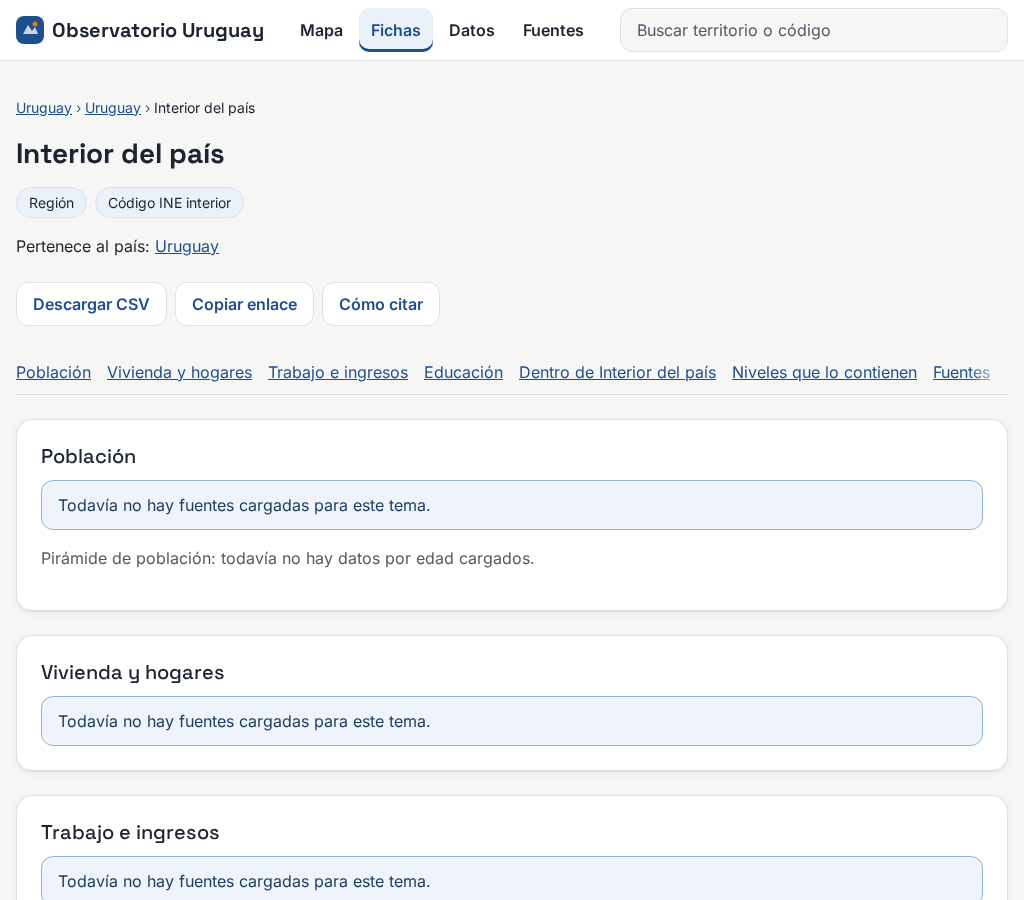 Observatorio Uruguay
Mapa Fichas Datos Fuentes
Buscar territorio o código
Uruguay › Uruguay › Interior del país
Interior del país
Región Código INE interior
Pertenece al país: Uruguay
Descargar CSV Copiar enlace Cómo citar
Población Vivienda y hogares Trabajo e ingresos Educación Dentro de Interior del país Niveles que lo contienen Fuentes
Población
Todavía no hay fuentes cargadas para este tema.
Pirámide de población: todavía no hay datos por edad cargados.
Vivienda y hogares
Todavía no hay fuentes cargadas para este tema.
Trabajo e ingresos
Todavía no hay fuentes cargadas para este tema.